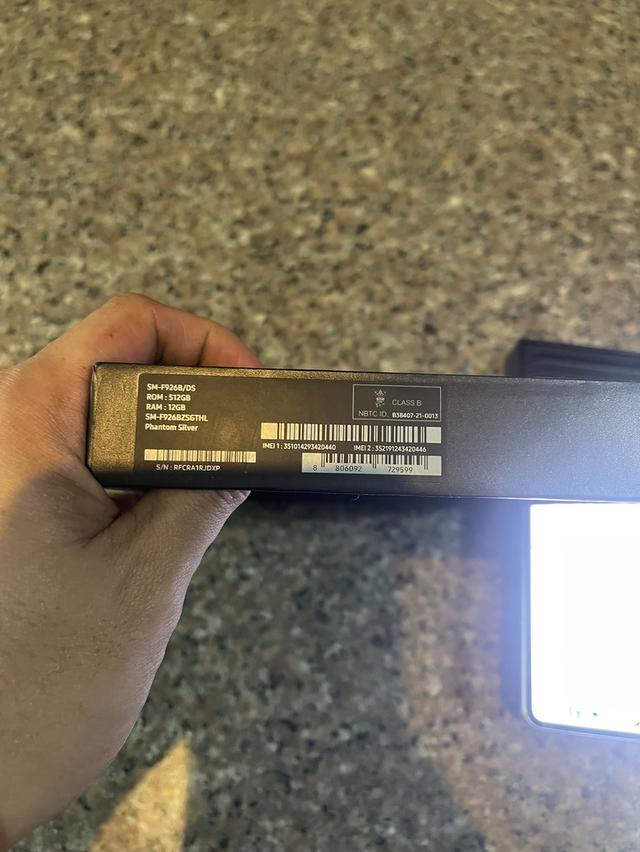 SM-F926B/DS
ROM : 512GB
RAM : 12GB
SM-F926BZSGTHL
Phantom Silver
S/N : RFCRA1RJDXP
CLASS B
NBTC ID. B38407-21-0013
IMEI 1 : 351014293420440
IMEI 2 : 352191243420446
8 806092 729599